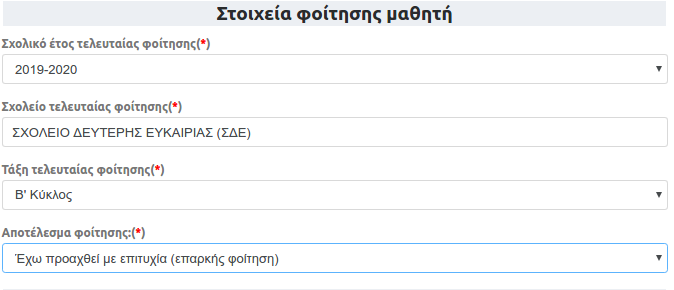 Στοιχεία φοίτησης μαθητή
Σχολικό έτος τελευταίας φοίτησης(*)
2019-2020
Σχολείο τελευταίας φοίτησης(*)
ΣΧΟΛΕΙΟ ΔΕΥΤΕΡΗΣ ΕΥΚΑΙΡΙΑΣ (ΣΔΕ)
Τάξη τελευταίας φοίτησης(*)
Β' Κύκλος
Αποτέλεσμα φοίτησης:(*)
Έχω προαχθεί με επιτυχία (επαρκής φοίτηση)